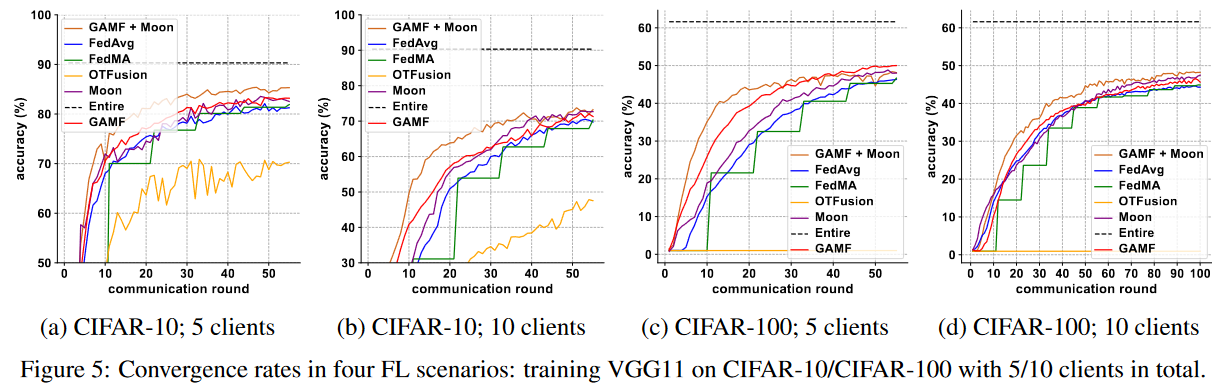 100
90
80
70
60
50
accuracy (%)
0 10 20 30 40 50
communication round
GAMF + Moon
FedAvg
FedMA
OTFusion
Moon
Entire
GAMF
(a) CIFAR-10; 5 clients
100
90
80
70
60
50
40
30
accuracy (%)
0 10 20 30 40 50
communication round
GAMF + Moon
FedAvg
FedMA
OTFusion
Moon
Entire
GAMF
(b) CIFAR-10; 10 clients
60
50
40
30
20
10
0
accuracy (%)
0 10 20 30 40 50
communication round
GAMF + Moon
FedAvg
FedMA
OTFusion
Moon
Entire
GAMF
(c) CIFAR-100; 5 clients
60
50
40
30
20
10
0
accuracy (%)
0 10 20 30 40 50 60 70 80 90 100
communication round
GAMF + Moon
FedAvg
FedMA
OTFusion
Moon
Entire
GAMF
(d) CIFAR-100; 10 clients
Figure 5: Convergence rates in four FL scenarios: training VGG11 on CIFAR-10/CIFAR-100 with 5/10 clients in total.